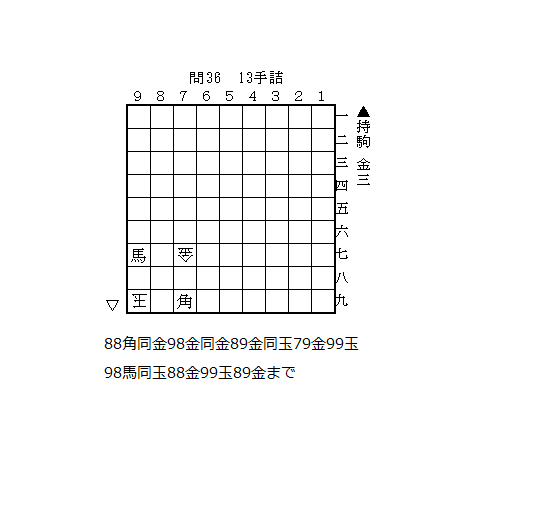 問36 13手詰
9 8 7 6 5 4 3 2 1
▲持駒 金三
一
二
三
四
五
六
馬 金 七
八
▽ 王 角 九
88角同金98金同金89金同玉79金99玉
98馬同玉88金99玉89金まで